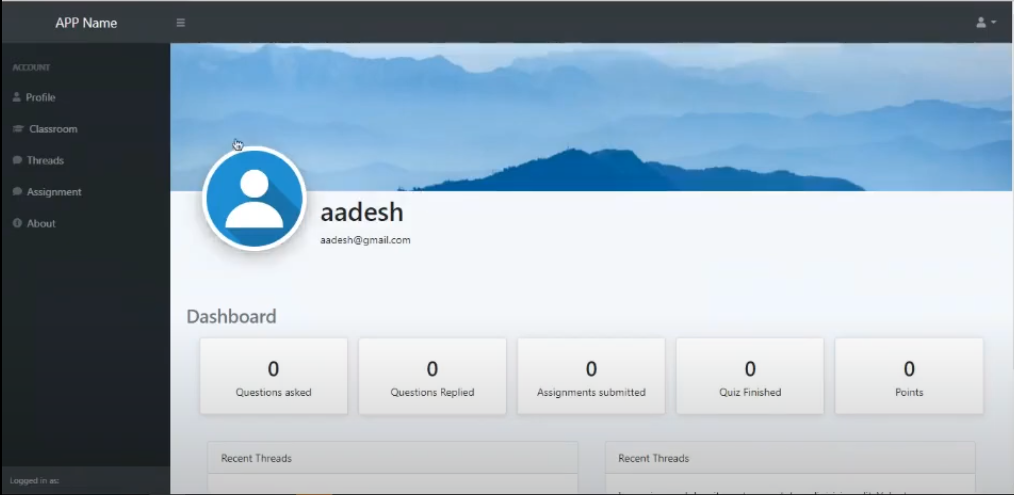 APP Name
ACCOUNT
Profile
Classroom
Threads
Assignment
About
Logged in as:
aadesh
aadesh@gmail.com
Dashboard
0
Questions asked
0
Questions Replied
0
Assignments submitted
0
Quiz Finished
0
Points
Recent Threads
Recent Threads